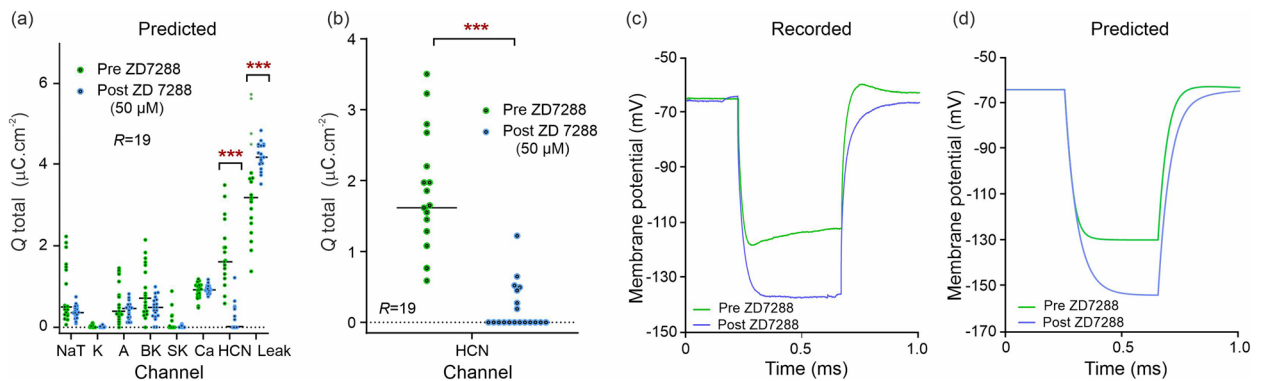 (a)
Predicted
Pre ZD7288
Post ZD 7288
(50 µM)
R=19
***
***
Q total (µC.cm-2)
6
4
2
0
NaT K A BK SK Ca HCN Leak
Channel
(b)
***
Pre ZD7288
Post ZD 7288
(50 µM)
Q total (µC.cm-2)
4
3
2
1
0
R=19
HCN
Channel
(c)
Recorded
Membrane potential (mV)
-50
-70
-90
-110
-130
-150
Pre ZD7288
Post ZD7288
0 0.5 1.0
Time (ms)
(d)
Predicted
Membrane potential (mV)
-50
-70
-90
-110
-130
-150
-170
Pre ZD7288
Post ZD7288
0 0.5 1.0
Time (ms)